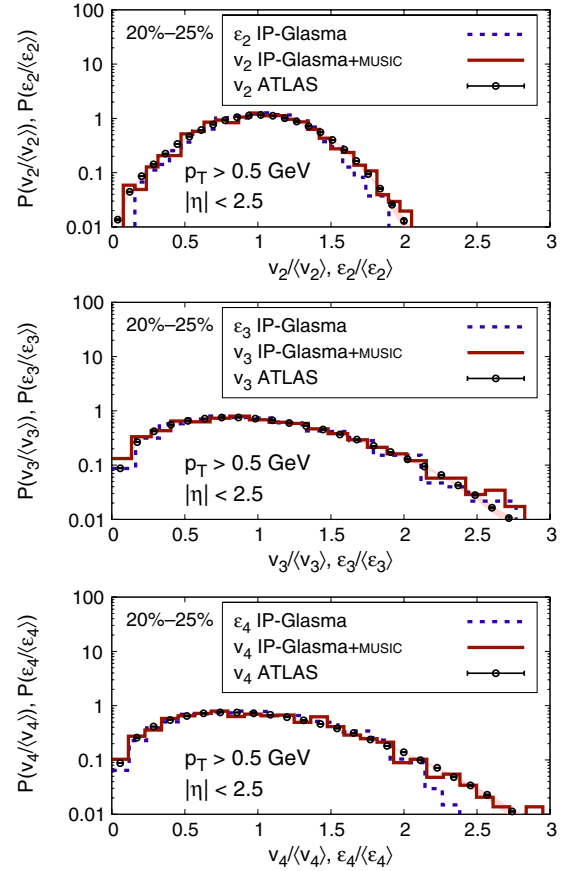 20%–25%
ε2 IP-Glasma
v2 IP-Glasma+MUSIC
v2 ATLAS
pT > 0.5 GeV
|η| < 2.5
P(v2/⟨v2⟩), P(ε2/⟨ε2⟩)
100
10
1
0.1
0.01
0 0.5 1 1.5 2 2.5 3
v2/⟨v2⟩, ε2/⟨ε2⟩
20%–25%
ε3 IP-Glasma
v3 IP-Glasma+MUSIC
v3 ATLAS
pT > 0.5 GeV
|η| < 2.5
P(v3/⟨v3⟩), P(ε3/⟨ε3⟩)
100
10
1
0.1
0.01
0 0.5 1 1.5 2 2.5 3
v3/⟨v3⟩, ε3/⟨ε3⟩
20%–25%
ε4 IP-Glasma
v4 IP-Glasma+MUSIC
v4 ATLAS
pT > 0.5 GeV
|η| < 2.5
P(v4/⟨v4⟩), P(ε4/⟨ε4⟩)
100
10
1
0.1
0.01
0 0.5 1 1.5 2 2.5 3
v4/⟨v4⟩, ε4/⟨ε4⟩